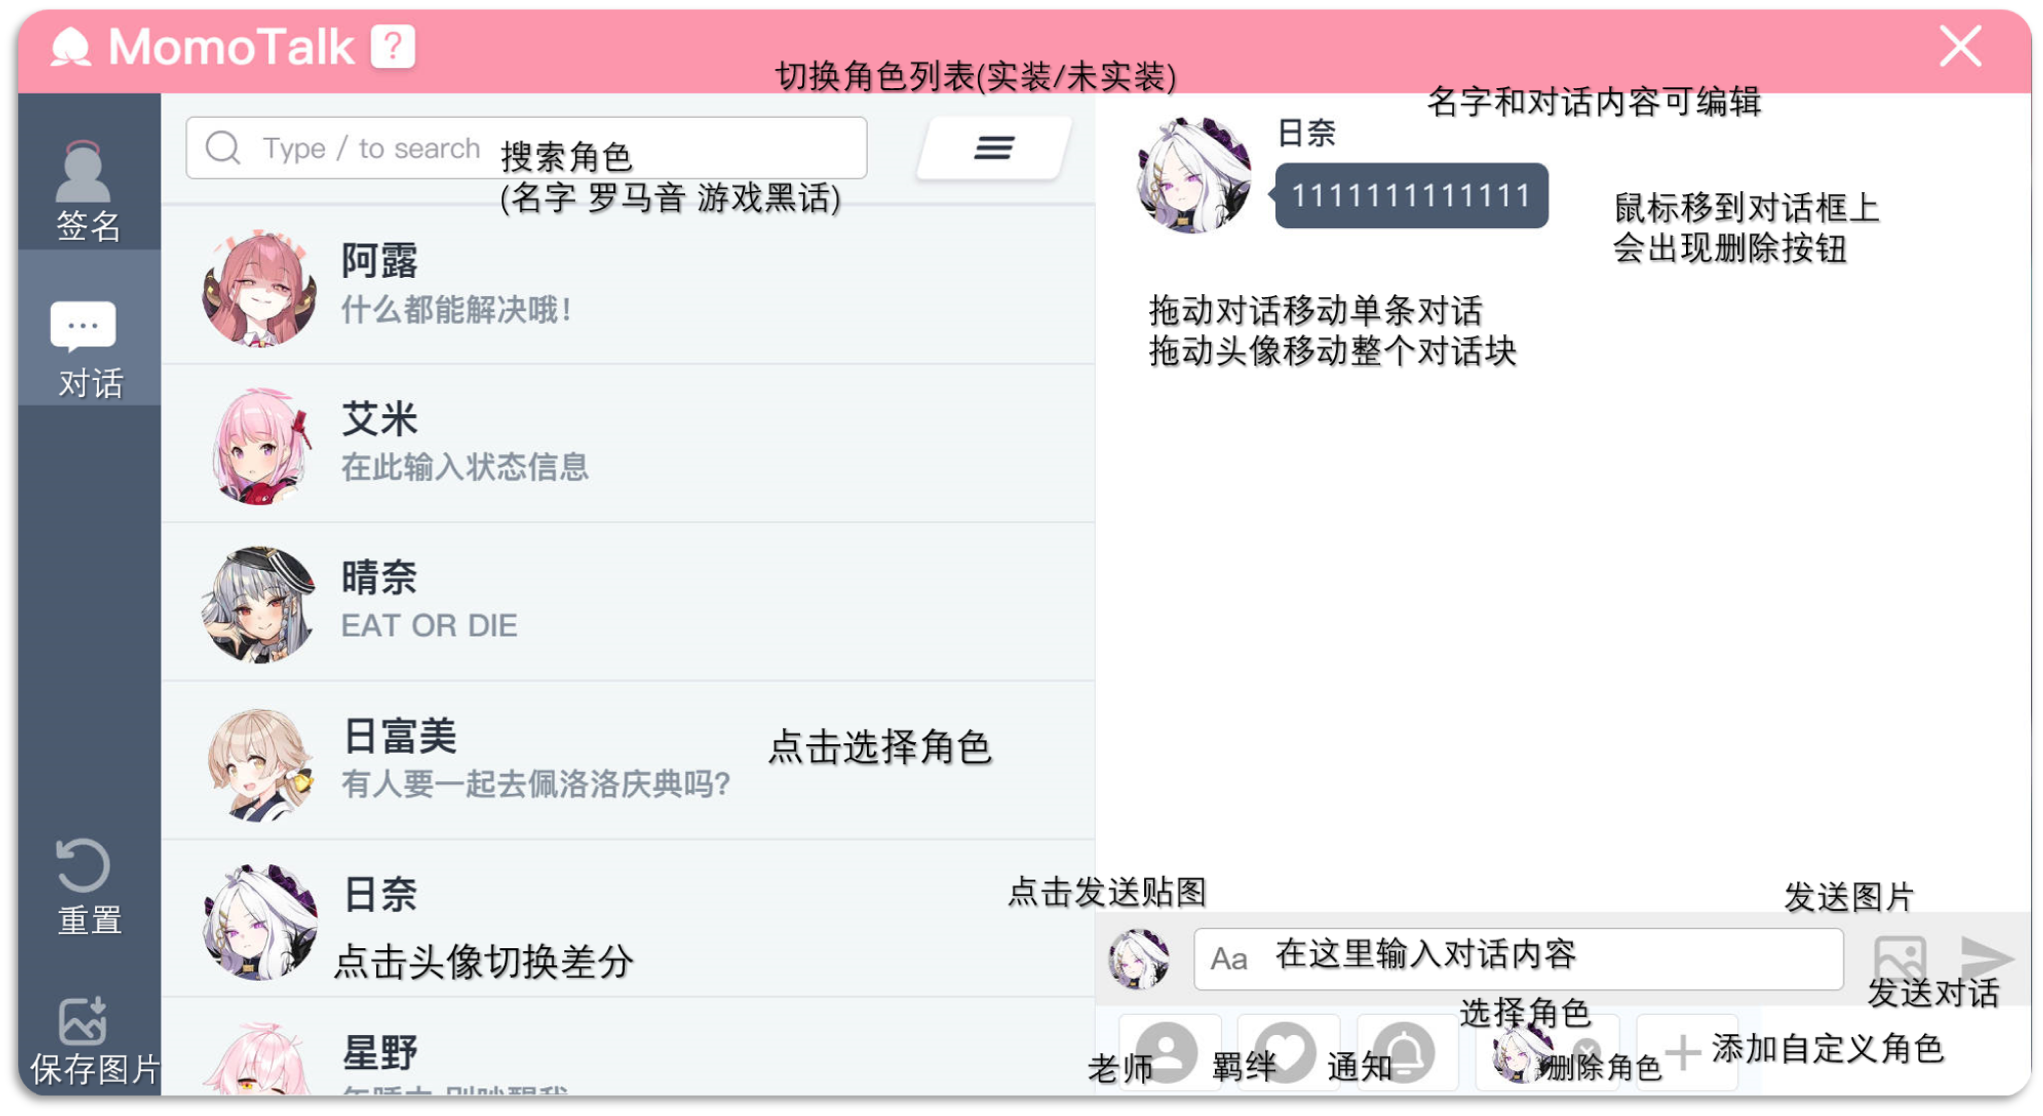 MomoTalk ?
切换角色列表(实装/未实装)
签名
对话
重置
保存图片
Type / to search
搜索角色
(名字 罗马音 游戏黑话)
阿露
什么都能解决哦！
艾米
在此输入状态信息
晴奈
EAT OR DIE
日富美
有人要一起去佩洛洛庆典吗?
点击选择角色
日奈
点击头像切换差分
星野
名字和对话内容可编辑
日奈
1111111111111
鼠标移到对话框上
会出现删除按钮
拖动对话移动单条对话
拖动头像移动整个对话块
点击发送贴图
发送图片
Aa 在这里输入对话内容
发送对话
选择角色
老师
羁绊
通知
删除角色
添加自定义角色